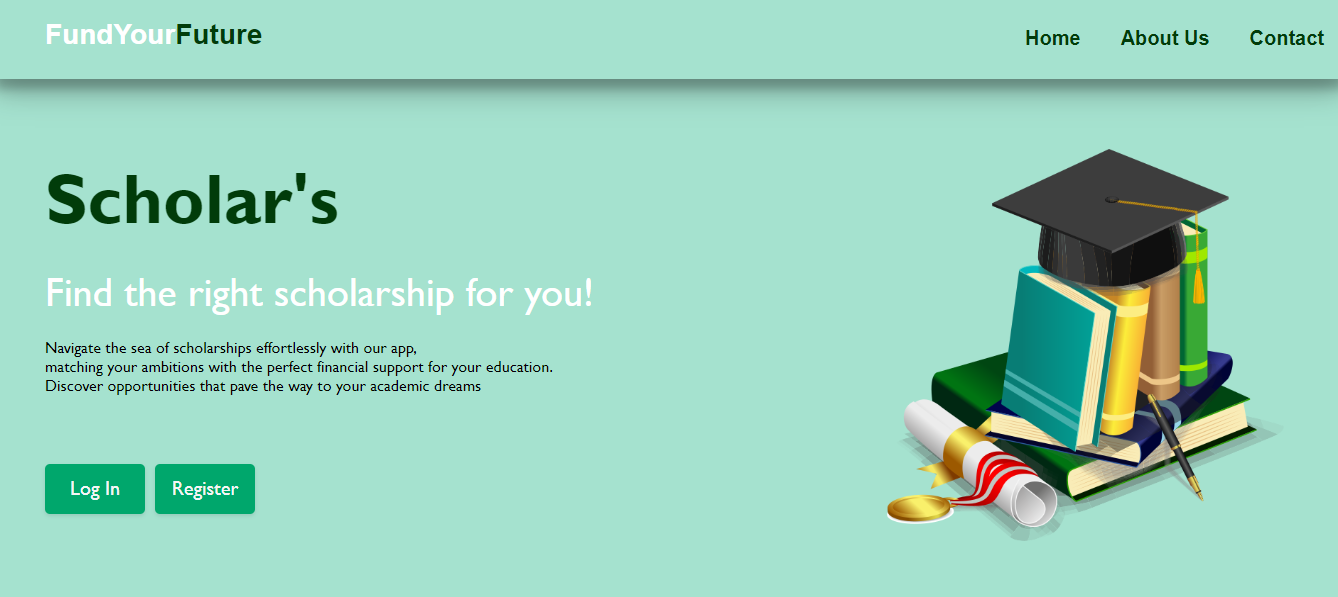 FundYourFuture
Home About Us Contact
Scholar's
Find the right scholarship for you!
Navigate the sea of scholarships effortlessly with our app,
matching your ambitions with the perfect financial support for your education.
Discover opportunities that pave the way to your academic dreams
Log In Register